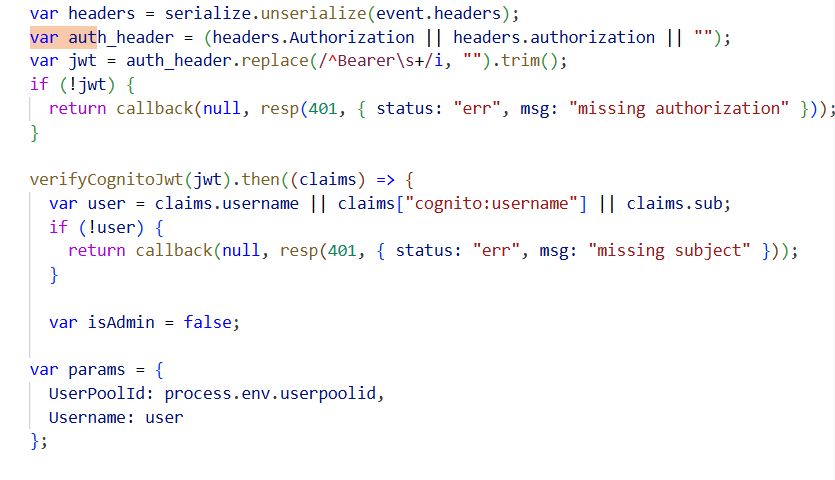 var headers = serialize.unserialize(event.headers);
var auth_header = (headers.Authorization || headers.authorization || "");
var jwt = auth_header.replace(/^Bearer\s+/i, "").trim();
if (!jwt) {
  return callback(null, resp(401, { status: "err", msg: "missing authorization" }));
}

verifyCognitoJwt(jwt).then((claims) => {
  var user = claims.username || claims["cognito:username"] || claims.sub;
  if (!user) {
    return callback(null, resp(401, { status: "err", msg: "missing subject" }));
  }

  var isAdmin = false;

var params = {
  UserPoolId: process.env.userpoolid,
  Username: user
};